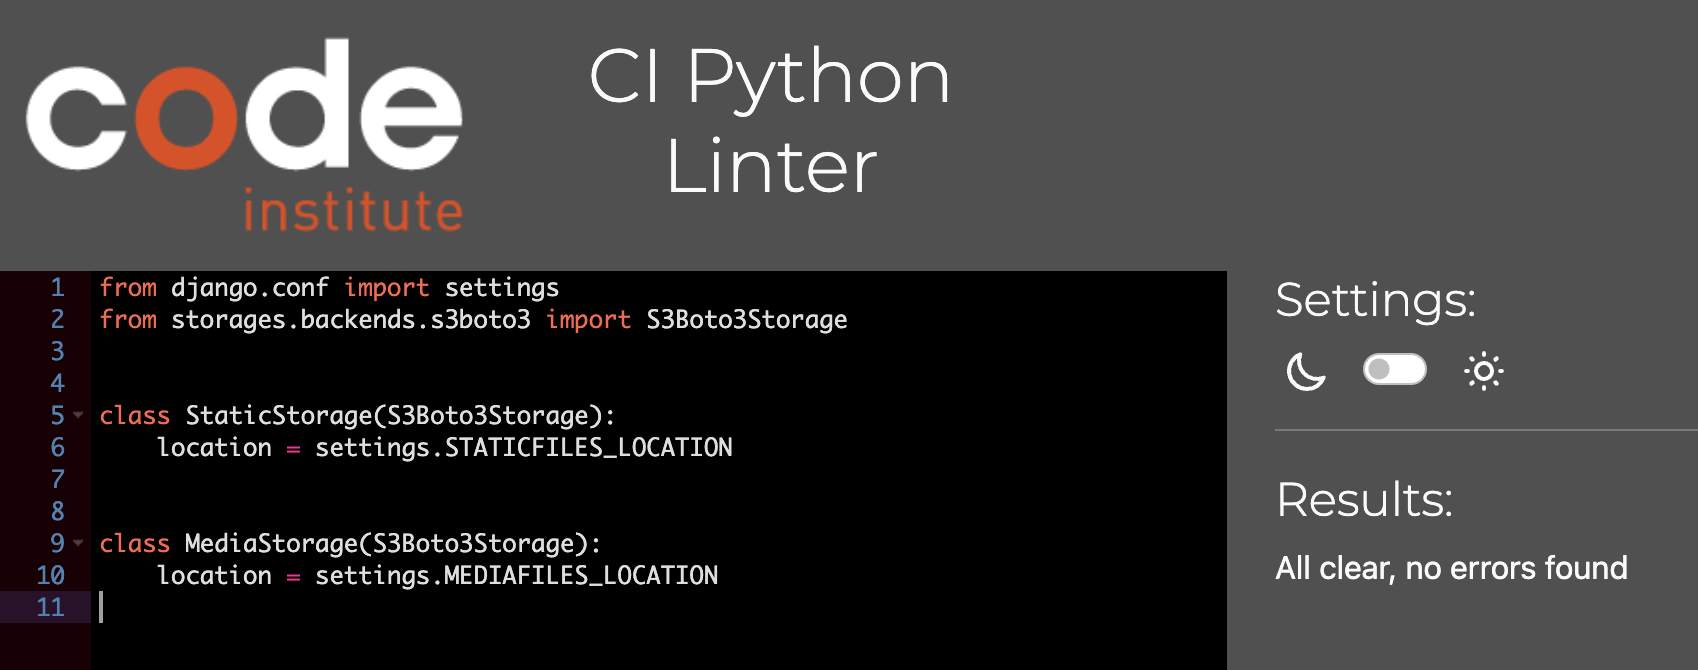 code
institute
CI Python
Linter
1 from django.conf import settings
2 from storages.backends.s3boto3 import S3Boto3Storage
3
4
5 class StaticStorage(S3Boto3Storage):
6     location = settings.STATICFILES_LOCATION
7
8
9 class MediaStorage(S3Boto3Storage):
10     location = settings.MEDIAFILES_LOCATION
11
Settings:
Results:
All clear, no errors found